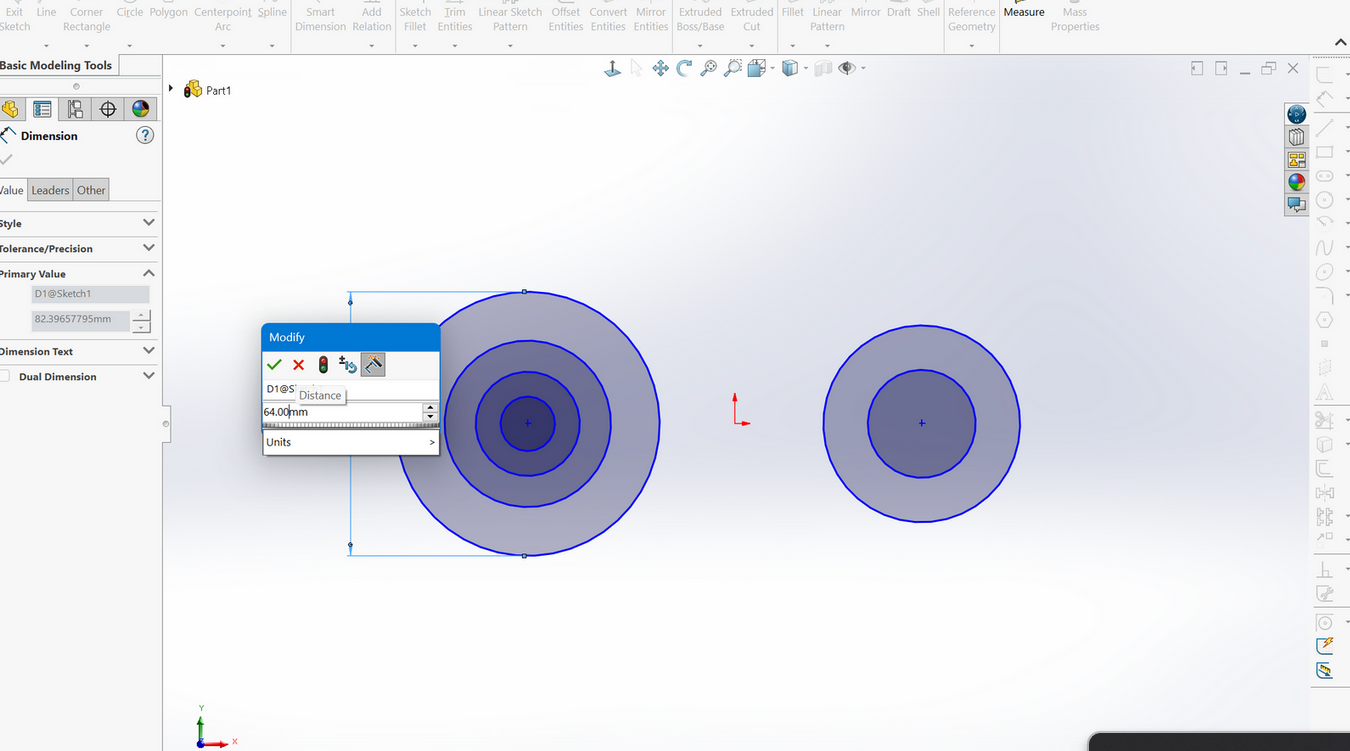 Exit Line Corner Circle Polygon Centerpoint Spline Smart Add Sketch Trim Linear Sketch Offset Convert Mirror Extruded Extruded Fillet Linear Mirror Draft Shell Reference Measure Mass
Sketch Rectangle Arc Dimension Relation Fillet Entities Pattern Entities Entities Entities Boss/Base Cut Pattern Geometry Properties
Basic Modeling Tools
Part1
Dimension
?
Value Leaders Other
Style
Tolerance/Precision
Primary Value
D1@Sketch1
82.39657795mm
Dimension Text
Dual Dimension
Modify
D1@S
Distance
64.00mm
Units >
Y
X